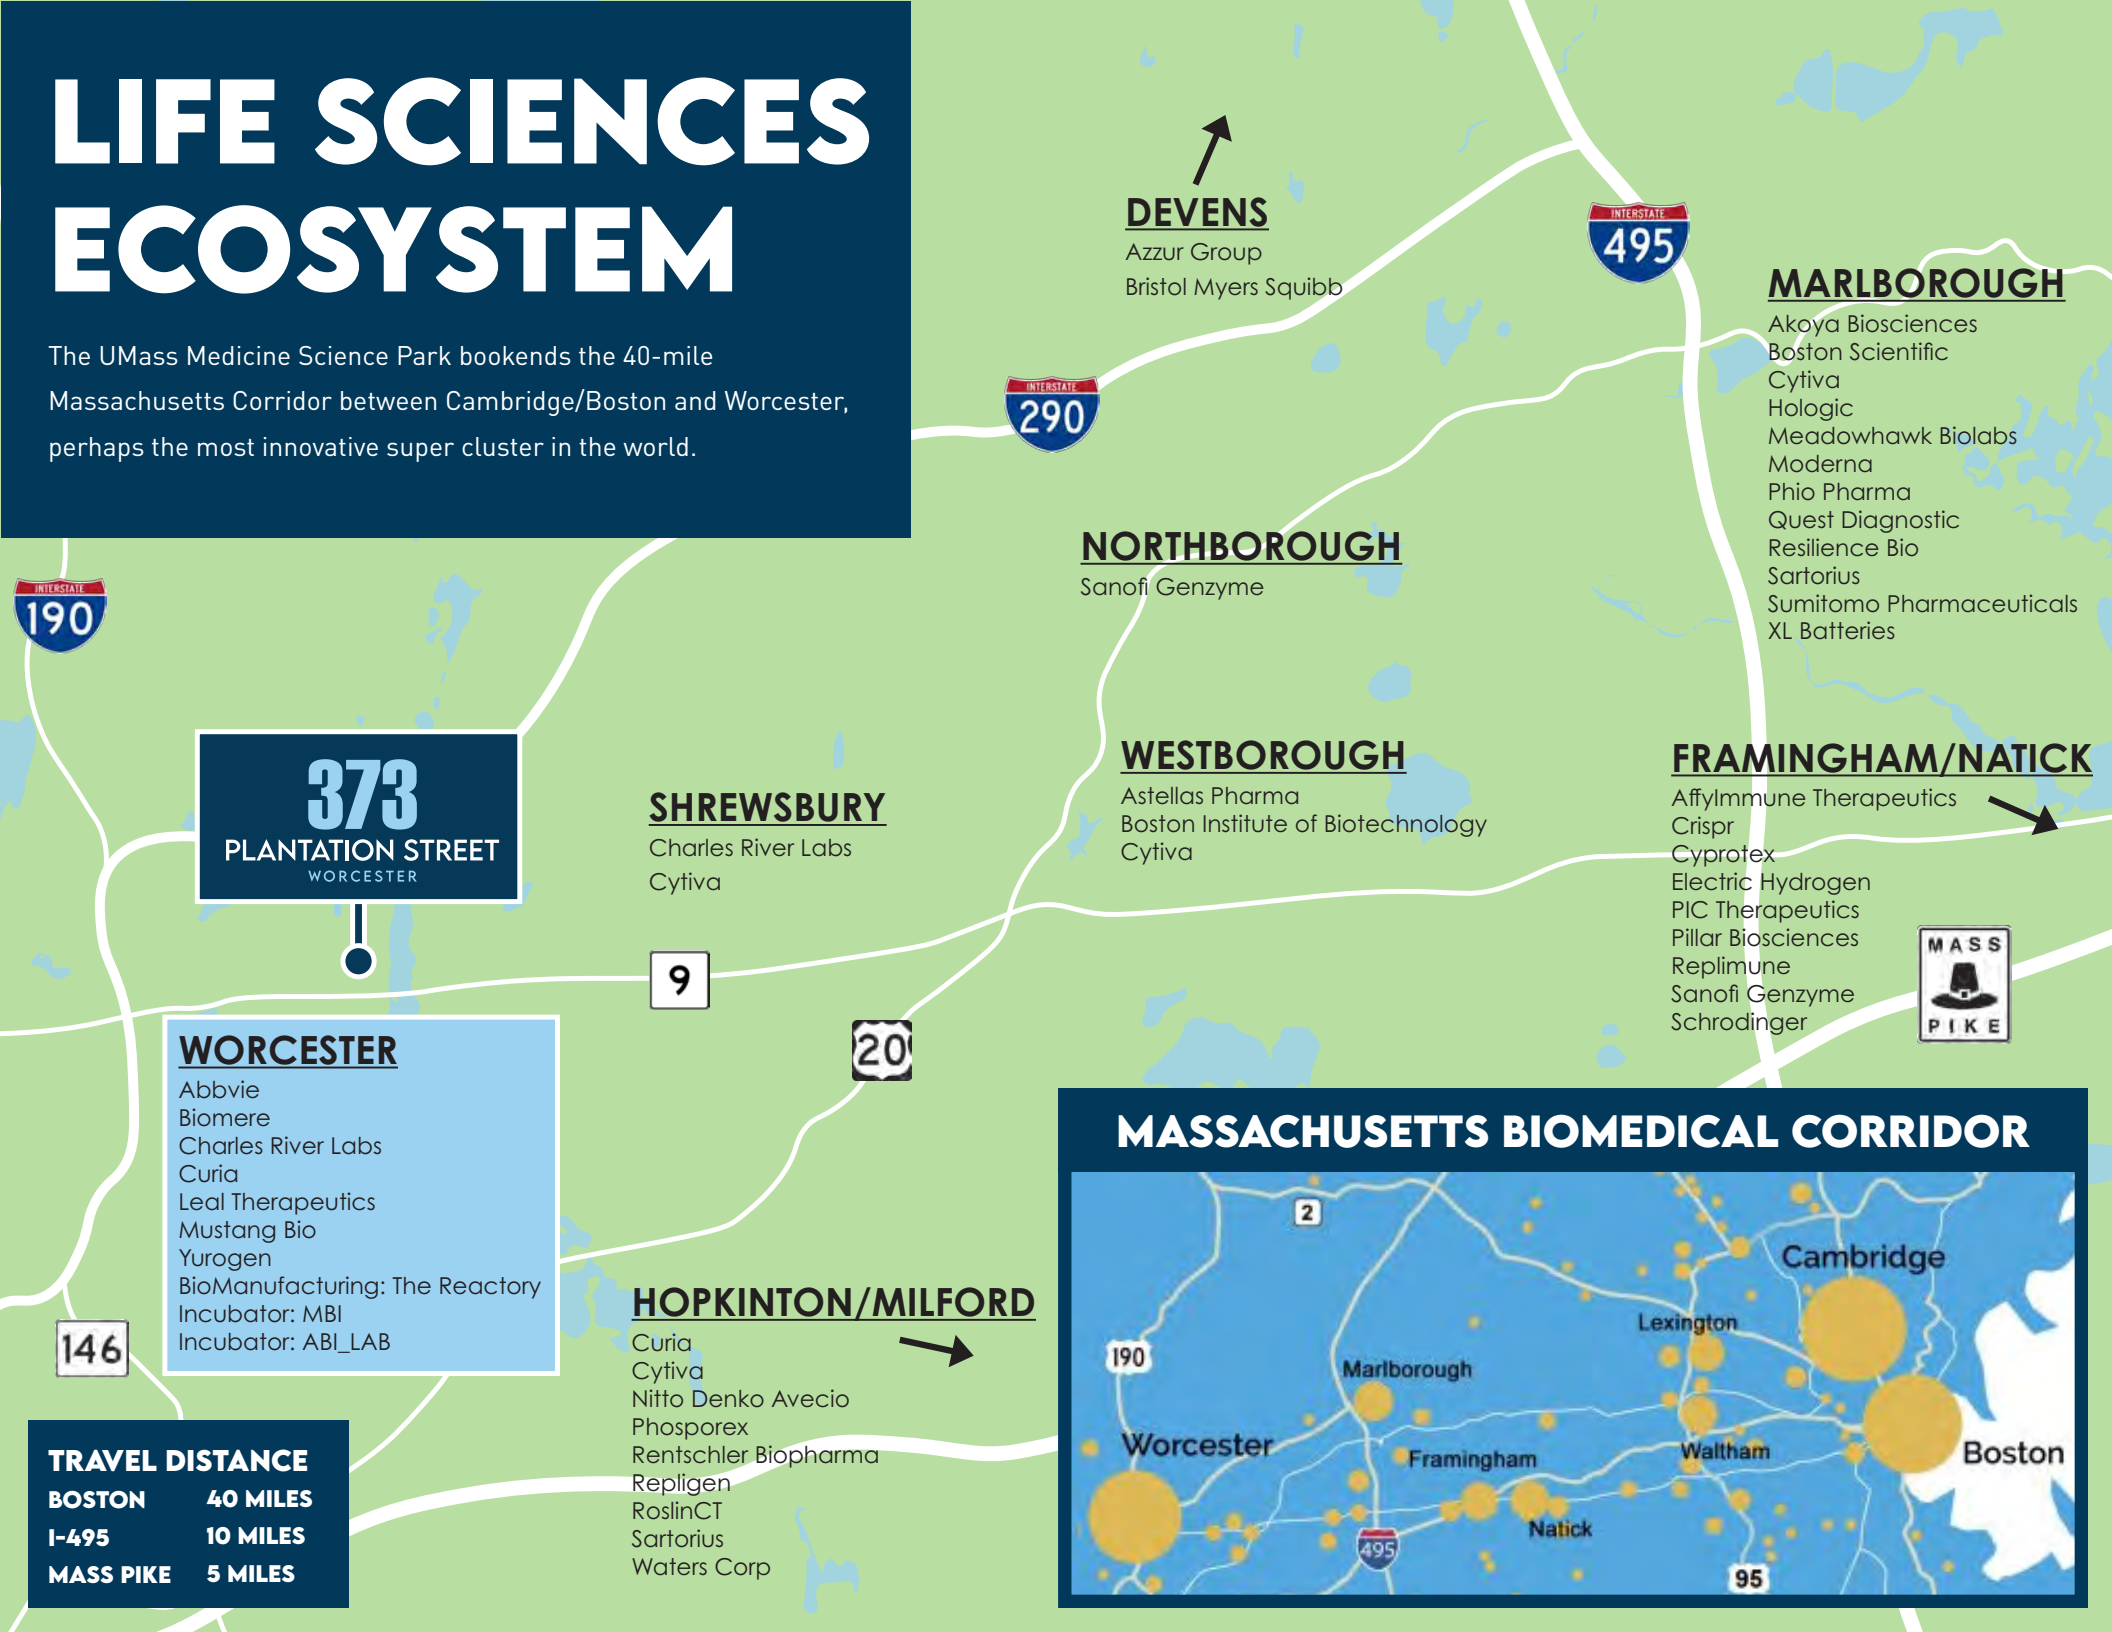 LIFE SCIENCES
ECOSYSTEM
The UMass Medicine Science Park bookends the 40-mile
Massachusetts Corridor between Cambridge/Boston and Worcester,
perhaps the most innovative super cluster in the world.
DEVENS
Azzur Group
Bristol Myers Squibb
INTERSTATE
495
MARLBOROUGH
Akoya Biosciences
Boston Scientific
Cytiva
Hologic
Meadowhawk Biolabs
Moderna
Phio Pharma
Quest Diagnostic
Resilience Bio
Sartorius
Sumitomo Pharmaceuticals
XL Batteries
INTERSTATE
290
NORTHBOROUGH
Sanofi Genzyme
INTERSTATE
190
373
PLANTATION STREET
WORCESTER
SHREWSBURY
Charles River Labs
Cytiva
WESTBOROUGH
Astellas Pharma
Boston Institute of Biotechnology
Cytiva
FRAMINGHAM/NATICK
AffyImmune Therapeutics
Crispr
Cyprotex
Electric Hydrogen
PIC Therapeutics
Pillar Biosciences
Replimune
Sanofi Genzyme
Schrodinger
MASS
PIKE
9
20
WORCESTER
Abbvie
Biomere
Charles River Labs
Curia
Leal Therapeutics
Mustang Bio
Yurogen
BioManufacturing: The Reactory
Incubator: MBI
Incubator: ABI_LAB
146
HOPKINTON/MILFORD
Curia
Cytiva
Nitto Denko Avecio
Phosporex
Rentschler Biopharma
Repligen
RoslinCT
Sartorius
Waters Corp
TRAVEL DISTANCE
BOSTON 40 MILES
I-495 10 MILES
MASS PIKE 5 MILES
MASSACHUSETTS BIOMEDICAL CORRIDOR
2
Cambridge
Lexington
190
Marlborough
Worcester
Framingham
Waltham
Boston
Natick
495
95